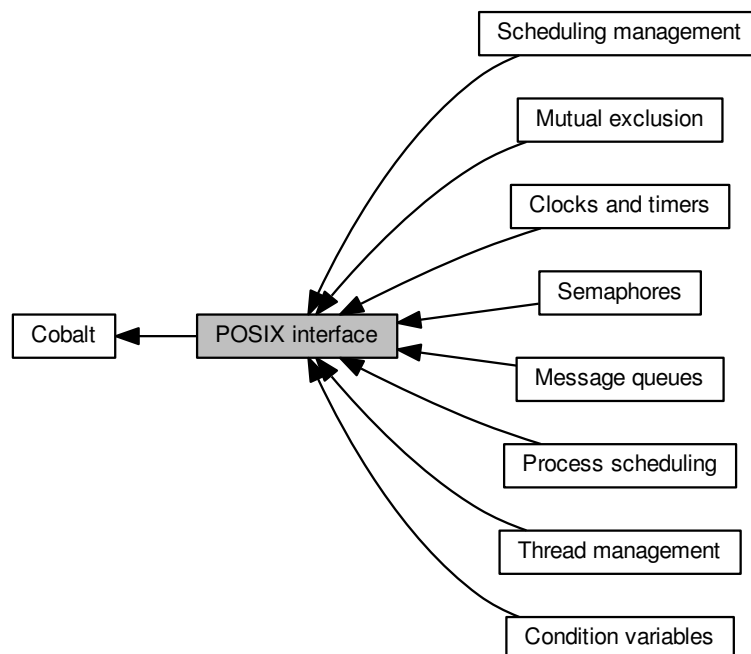 Scheduling management
Mutual exclusion
Clocks and timers
Semaphores
Cobalt
POSIX interface
Message queues
Process scheduling
Thread management
Condition variables